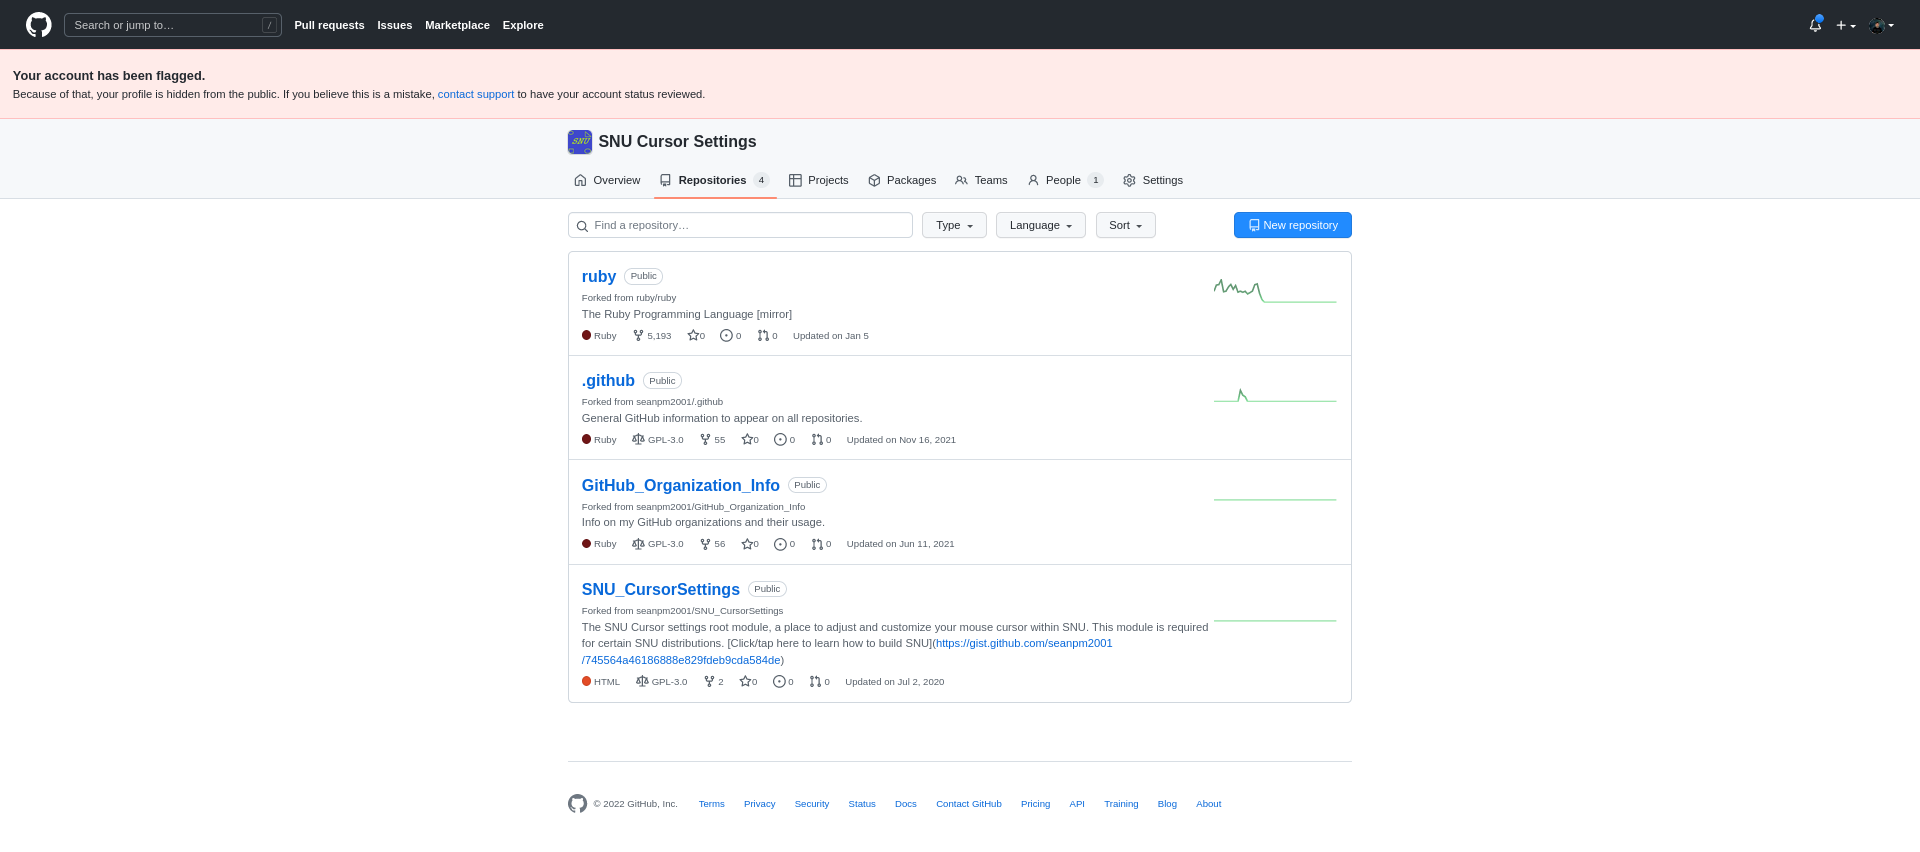 Search or jump to…
/
Pull requests Issues Marketplace Explore
Your account has been flagged.
Because of that, your profile is hidden from the public. If you believe this is a mistake, contact support to have your account status reviewed.
SNU SNU Cursor Settings
Overview Repositories 4 Projects Packages Teams People 1 Settings
Find a repository… Type Language Sort New repository
ruby Public
Forked from ruby/ruby
The Ruby Programming Language [mirror]
Ruby 5,193 0 0 0 Updated on Jan 5
.github Public
Forked from seanpm2001/.github
General GitHub information to appear on all repositories.
Ruby GPL-3.0 55 0 0 0 Updated on Nov 16, 2021
GitHub_Organization_Info Public
Forked from seanpm2001/GitHub_Organization_Info
Info on my GitHub organizations and their usage.
Ruby GPL-3.0 56 0 0 0 Updated on Jun 11, 2021
SNU_CursorSettings Public
Forked from seanpm2001/SNU_CursorSettings
The SNU Cursor settings root module, a place to adjust and customize your mouse cursor within SNU. This module is required
for certain SNU distributions. [Click/tap here to learn how to build SNU](https://gist.github.com/seanpm2001
/745564a46186888e829fdeb9cda584de)
HTML GPL-3.0 2 0 0 0 Updated on Jul 2, 2020
© 2022 GitHub, Inc. Terms Privacy Security Status Docs Contact GitHub Pricing API Training Blog About